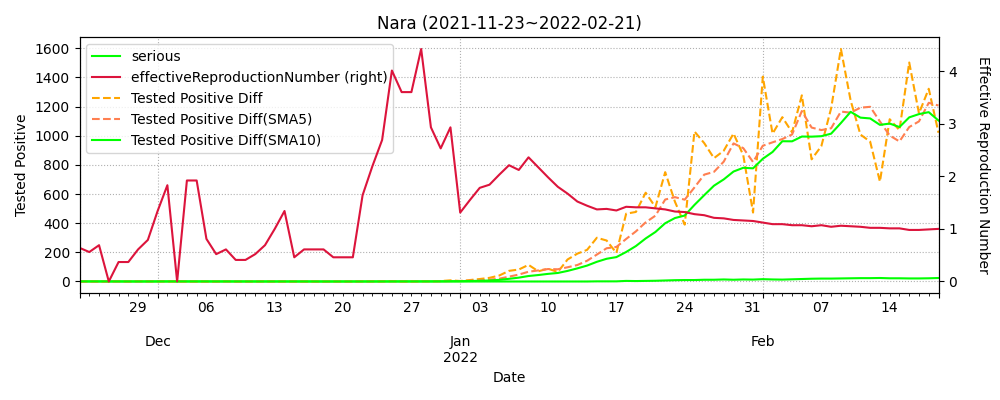 Nara (2021-11-23~2022-02-21)
serious
effectiveReproductionNumber (right)
Tested Positive Diff
Tested Positive Diff(SMA5)
Tested Positive Diff(SMA10)
Tested Positive
1600
1400
1200
1000
800
600
400
200
0
Effective Reproduction Number
4
3
2
1
0
29 06 13 20 27 03 10 17 24 31 07 14
Dec Jan Feb
2022
Date